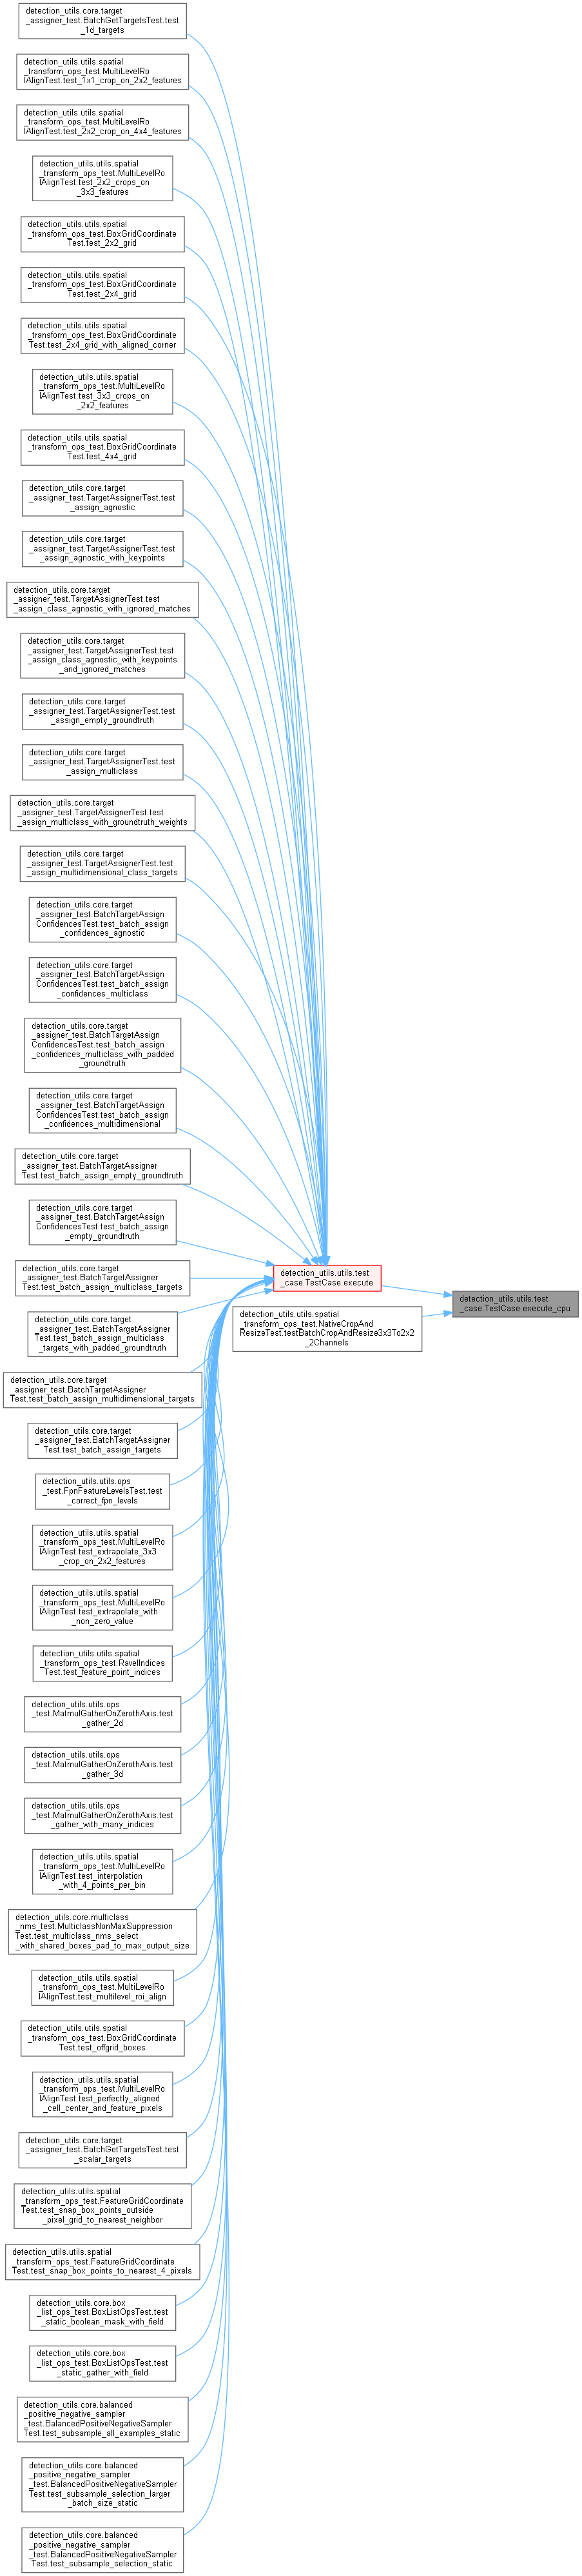 detection_utils.core.target
_assigner_test.BatchGetTargetsTest.test
_1d_targets
detection_utils.utils.spatial
_transform_ops_test.MultiLevelRo
IAlignTest.test_1x1_crop_on_2x2_features
detection_utils.utils.spatial
_transform_ops_test.MultiLevelRo
IAlignTest.test_2x2_crop_on_4x4_features
detection_utils.utils.spatial
_transform_ops_test.MultiLevelRo
IAlignTest.test_2x2_crops_on
_3x3_features
detection_utils.utils.spatial
_transform_ops_test.BoxGridCoordinate
Test.test_2x2_grid
detection_utils.utils.spatial
_transform_ops_test.BoxGridCoordinate
Test.test_2x4_grid
detection_utils.utils.spatial
_transform_ops_test.BoxGridCoordinate
Test.test_2x4_grid_with_aligned_corner
detection_utils.utils.spatial
_transform_ops_test.MultiLevelRo
IAlignTest.test_3x3_crops_on
_2x2_features
detection_utils.utils.spatial
_transform_ops_test.BoxGridCoordinate
Test.test_4x4_grid
detection_utils.core.target
_assigner_test.TargetAssignerTest.test
_assign_agnostic
detection_utils.core.target
_assigner_test.TargetAssignerTest.test
_assign_agnostic_with_keypoints
detection_utils.core.target
_assigner_test.TargetAssignerTest.test
_assign_class_agnostic_with_ignored_matches
detection_utils.core.target
_assigner_test.TargetAssignerTest.test
_assign_class_agnostic_with_keypoints
_and_ignored_matches
detection_utils.core.target
_assigner_test.TargetAssignerTest.test
_assign_empty_groundtruth
detection_utils.core.target
_assigner_test.TargetAssignerTest.test
_assign_multiclass
detection_utils.core.target
_assigner_test.TargetAssignerTest.test
_assign_multiclass_with_groundtruth_weights
detection_utils.core.target
_assigner_test.TargetAssignerTest.test
_assign_multidimensional_class_targets
detection_utils.core.target
_assigner_test.BatchTargetAssign
ConfidencesTest.test_batch_assign
_confidences_agnostic
detection_utils.core.target
_assigner_test.BatchTargetAssign
ConfidencesTest.test_batch_assign
_confidences_multiclass
detection_utils.core.target
_assigner_test.BatchTargetAssign
ConfidencesTest.test_batch_assign
_confidences_multiclass_with_padded
_groundtruth
detection_utils.core.target
_assigner_test.BatchTargetAssign
ConfidencesTest.test_batch_assign
_confidences_multidimensional
detection_utils.core.target
_assigner_test.BatchTargetAssigner
Test.test_batch_assign_empty_groundtruth
detection_utils.core.target
_assigner_test.BatchTargetAssign
ConfidencesTest.test_batch_assign
_empty_groundtruth
detection_utils.core.target
_assigner_test.BatchTargetAssigner
Test.test_batch_assign_multiclass_targets
detection_utils.core.target
_assigner_test.BatchTargetAssigner
Test.test_batch_assign_multiclass
_targets_with_padded_groundtruth
detection_utils.core.target
_assigner_test.BatchTargetAssigner
Test.test_batch_assign_multidimensional_targets
detection_utils.core.target
_assigner_test.BatchTargetAssigner
Test.test_batch_assign_targets
detection_utils.utils.ops
_test.FpnFeatureLevelsTest.test
_correct_fpn_levels
detection_utils.utils.spatial
_transform_ops_test.MultiLevelRo
IAlignTest.test_extrapolate_3x3
_crop_on_2x2_features
detection_utils.utils.spatial
_transform_ops_test.MultiLevelRo
IAlignTest.test_extrapolate_with
_non_zero_value
detection_utils.utils.spatial
_transform_ops_test.RavelIndices
Test.test_feature_point_indices
detection_utils.utils.ops
_test.MatmulGatherOnZerothAxis.test
_gather_2d
detection_utils.utils.ops
_test.MatmulGatherOnZerothAxis.test
_gather_3d
detection_utils.utils.ops
_test.MatmulGatherOnZerothAxis.test
_gather_with_many_indices
detection_utils.utils.spatial
_transform_ops_test.MultiLevelRo
IAlignTest.test_interpolation
_with_4_points_per_bin
detection_utils.core.multiclass
_nms_test.MulticlassNonMaxSuppression
Test.test_multiclass_nms_select
_with_shared_boxes_pad_to_max_output_size
detection_utils.utils.spatial
_transform_ops_test.MultiLevelRo
IAlignTest.test_multilevel_roi_align
detection_utils.utils.spatial
_transform_ops_test.BoxGridCoordinate
Test.test_offgrid_boxes
detection_utils.utils.spatial
_transform_ops_test.MultiLevelRo
IAlignTest.test_perfectly_aligned
_cell_center_and_feature_pixels
detection_utils.core.target
_assigner_test.BatchGetTargetsTest.test
_scalar_targets
detection_utils.utils.spatial
_transform_ops_test.FeatureGridCoordinate
Test.test_snap_box_points_outside
_pixel_grid_to_nearest_neighbor
detection_utils.utils.spatial
_transform_ops_test.FeatureGridCoordinate
Test.test_snap_box_points_to_nearest_4_pixels
detection_utils.core.box
_list_ops_test.BoxListOpsTest.test
_static_boolean_mask_with_field
detection_utils.core.box
_list_ops_test.BoxListOpsTest.test
_static_gather_with_field
detection_utils.core.balanced
_positive_negative_sampler
_test.BalancedPositiveNegativeSampler
Test.test_subsample_all_examples_static
detection_utils.core.balanced
_positive_negative_sampler
_test.BalancedPositiveNegativeSampler
Test.test_subsample_selection_larger
_batch_size_static
detection_utils.core.balanced
_positive_negative_sampler
_test.BalancedPositiveNegativeSampler
Test.test_subsample_selection_static
detection_utils.utils.test
_case.TestCase.execute
detection_utils.utils.spatial
_transform_ops_test.NativeCropAnd
ResizeTest.testBatchCropAndResize3x3To2x2
_2Channels
detection_utils.utils.test
_case.TestCase.execute_cpu